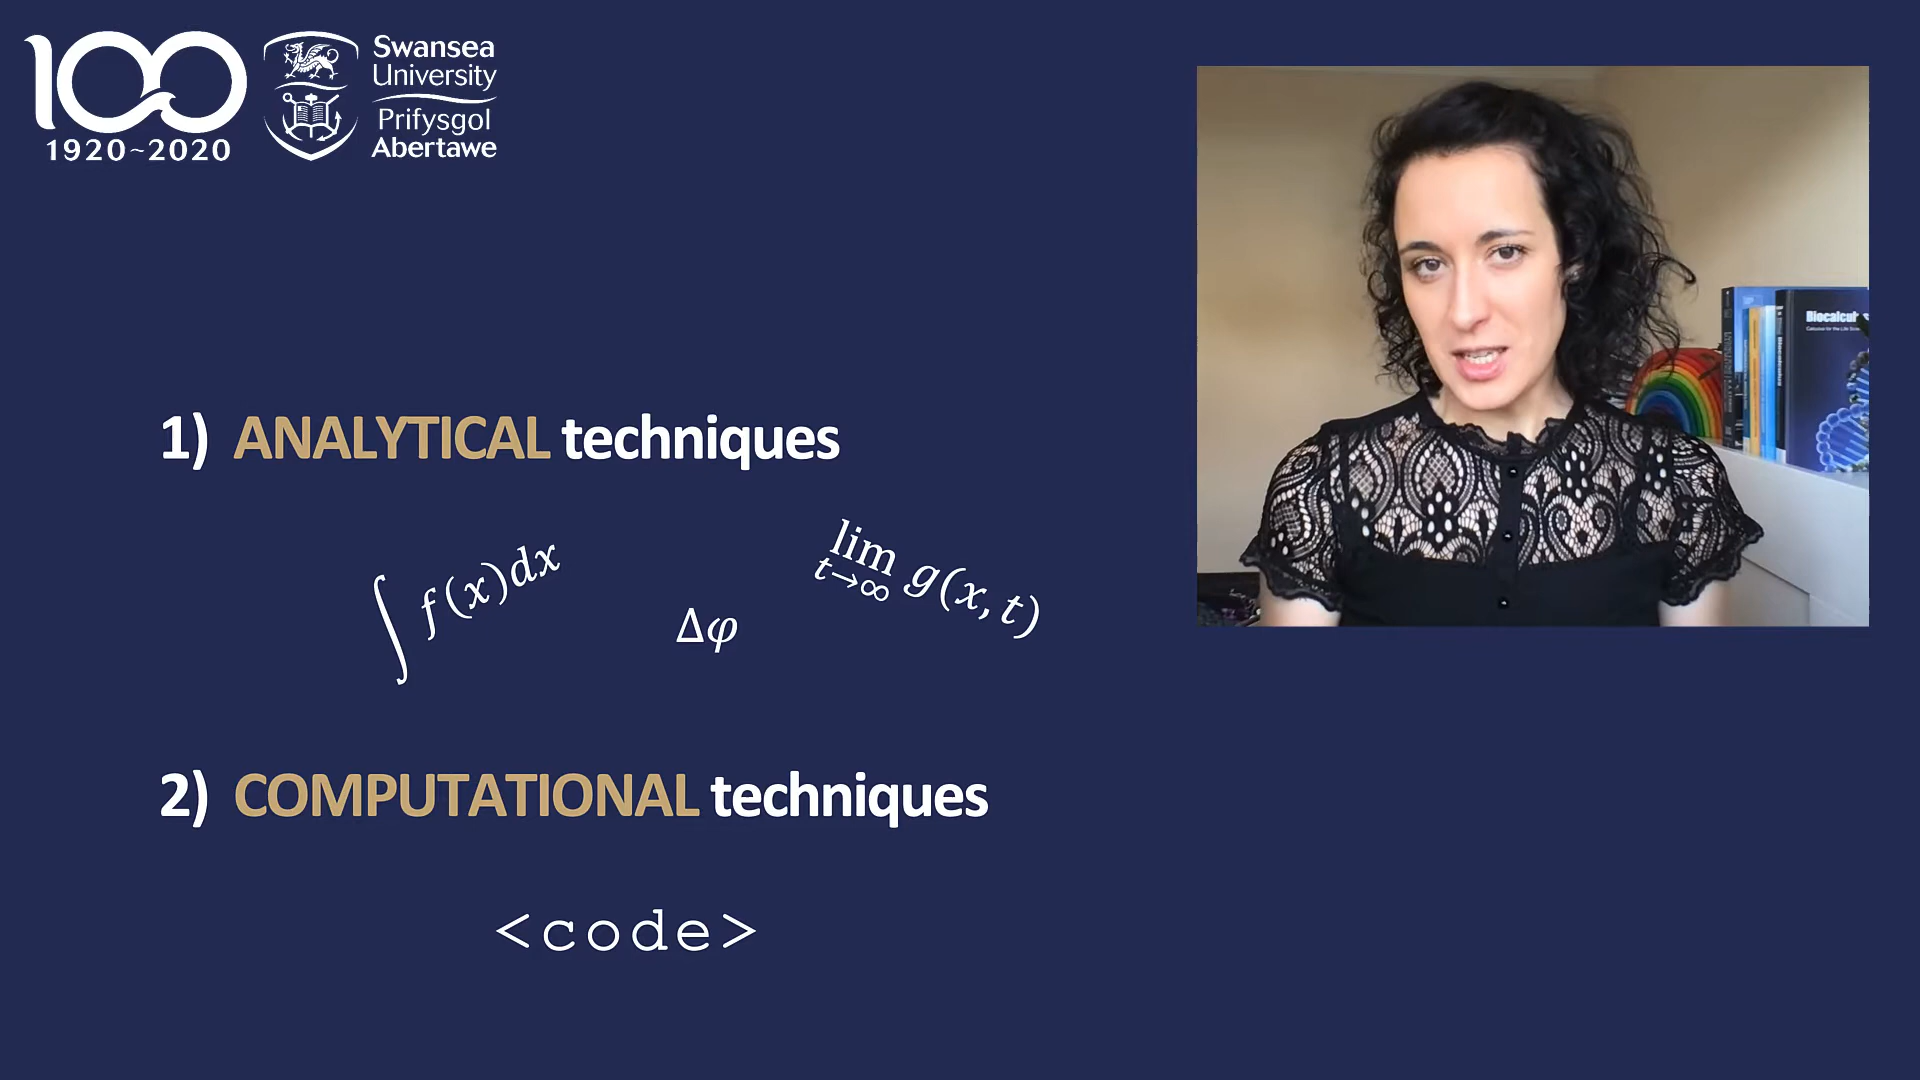 100
1920~2020
Swansea
University
Prifysgol
Abertawe
1) ANALYTICAL techniques
∫ f(x)dx
Δφ
lim g(x, t)
t→∞
2) COMPUTATIONAL techniques
<code>
Biocalculus